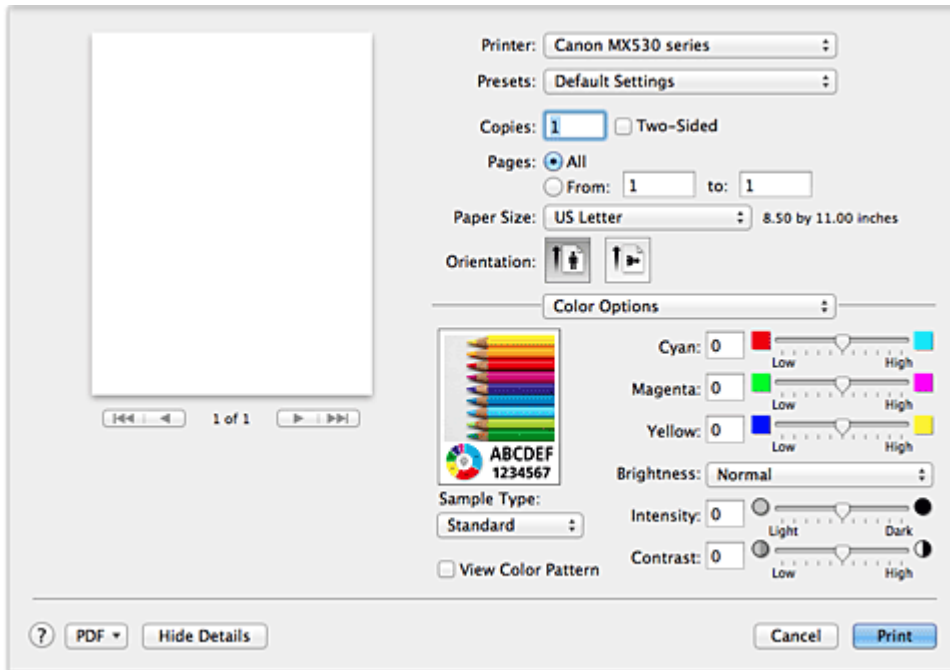 Printer: Canon MX530 series
Presets: Default Settings
Copies: 1 Two-Sided
Pages: All
From: 1 to: 1
Paper Size: US Letter 8.50 by 11.00 inches
Orientation:
Color Options
1 of 1
ABCDEF
1234567
Sample Type:
Standard
View Color Pattern
Cyan: 0
Low High
Magenta: 0
Low High
Yellow: 0
Low High
Brightness: Normal
Intensity: 0
Light Dark
Contrast: 0
Low High
? PDF Hide Details Cancel Print